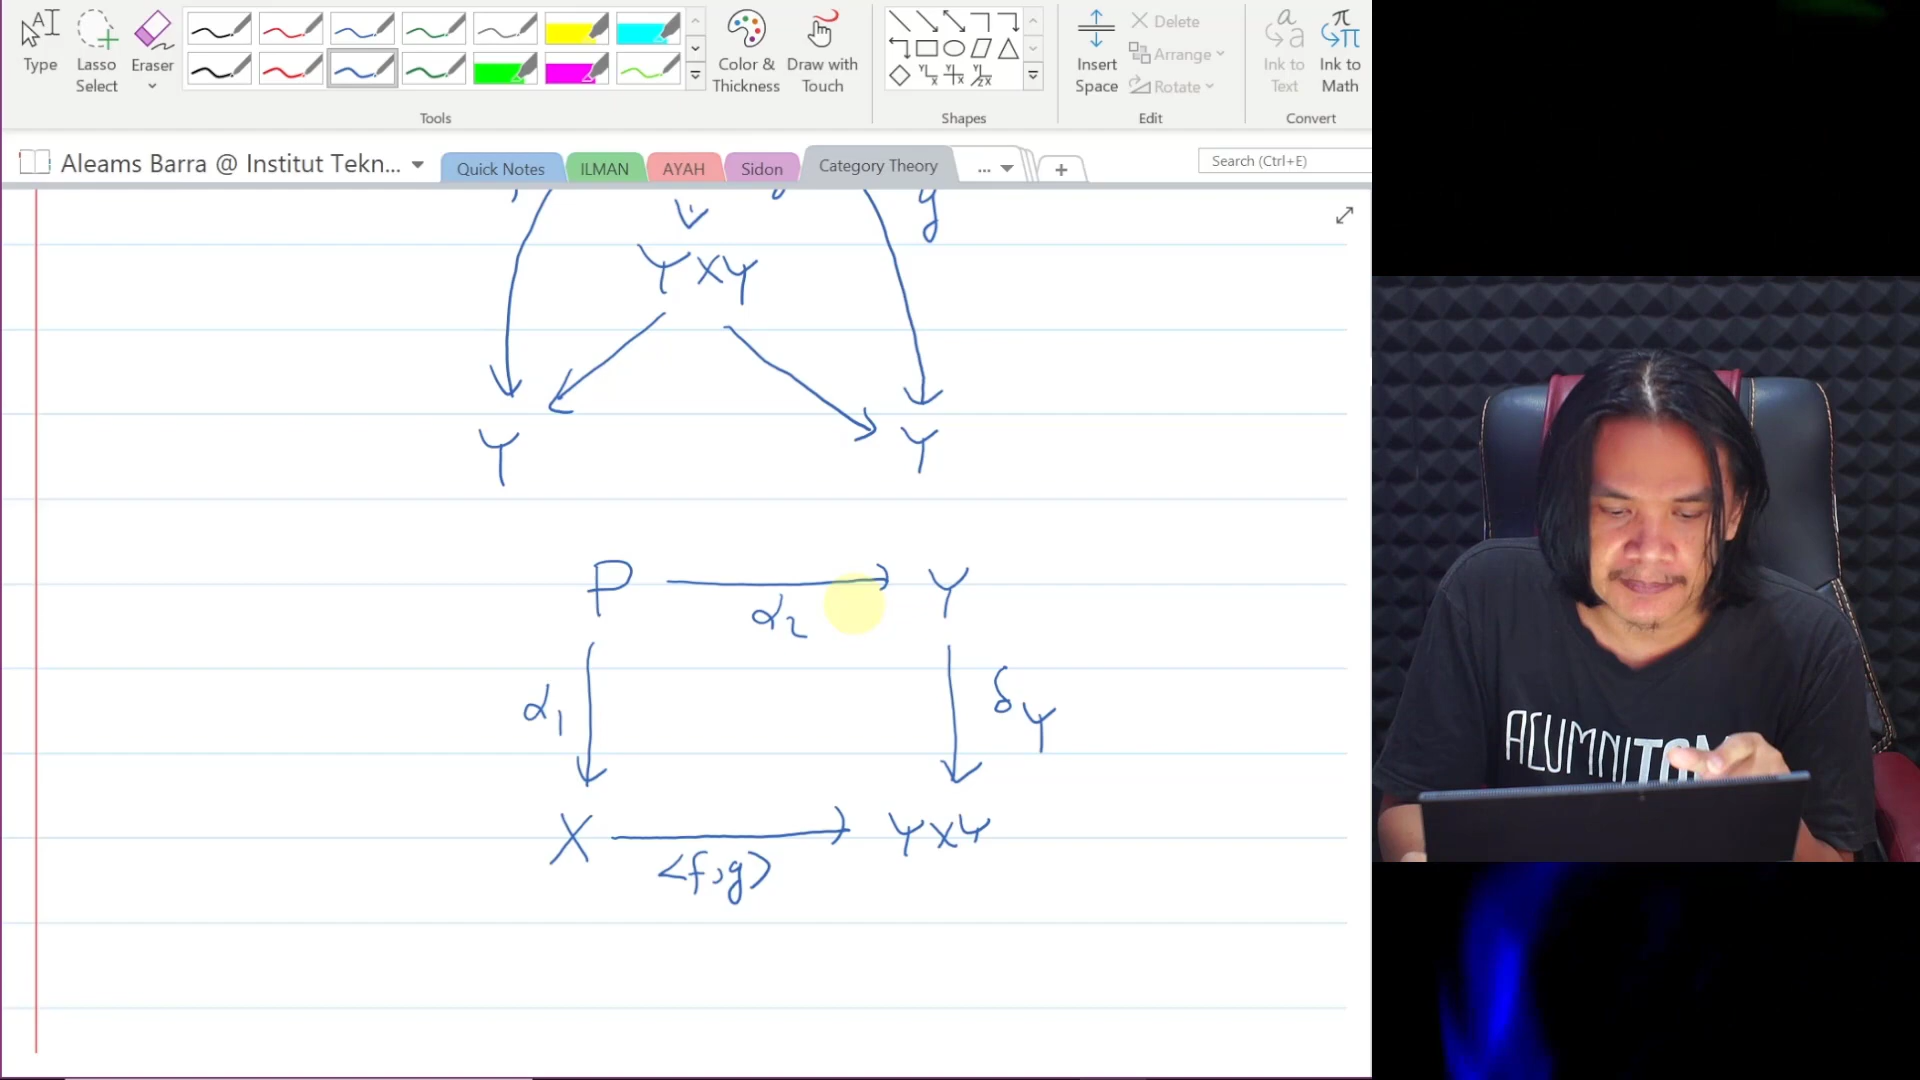 Type
Lasso Select
Eraser
Color & Thickness
Draw with Touch
Insert Space
Delete
Arrange
Rotate
Ink to Text
Ink to Math
Tools
Shapes
Edit
Convert
Aleams Barra @ Institut Tekn...
Quick Notes
ILMAN
AYAH
Sidon
Category Theory
...
+
Search (Ctrl+E)
g
Y×Y
Y Y
P Y
α₂
α₁ δ_Y
X Y×Y
<f,g>